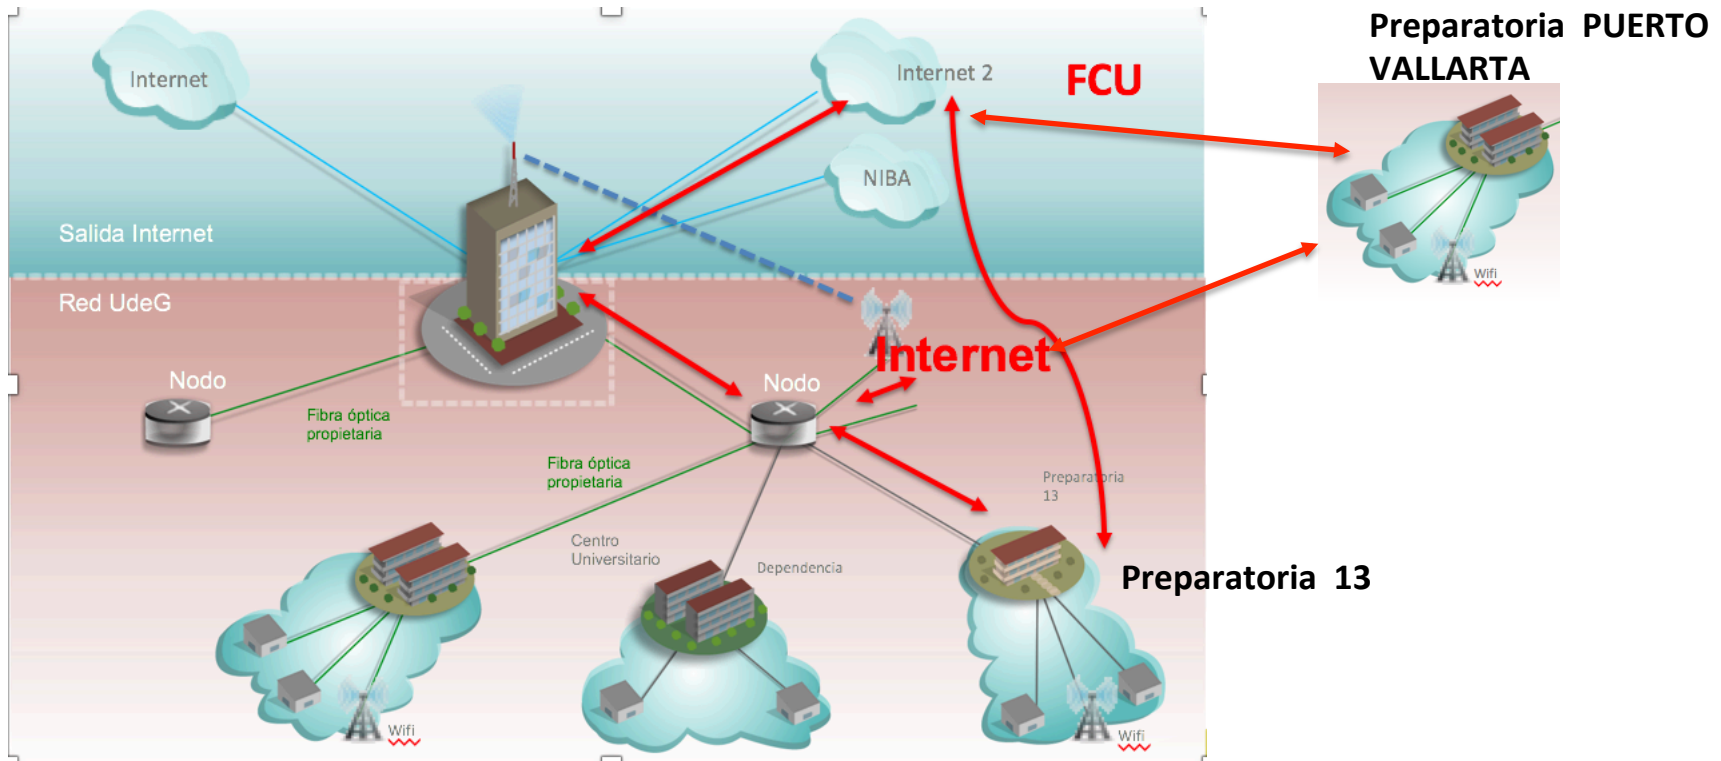 Preparatoria PUERTO
VALLARTA
Internet
Internet 2
FCU
NIBA
Salida Internet
Wifi
Red UdeG
Internet
Nodo
Nodo
Fibra óptica
propietaria
Fibra óptica
propietaria
Preparatoria
13
Centro
Universitario
Dependencia
Preparatoria 13
Wifi
Wifi